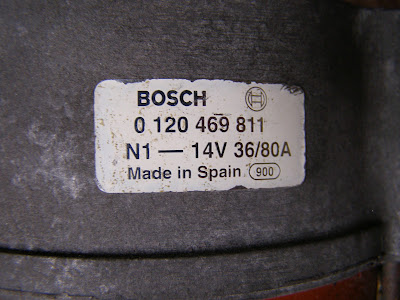 BOSCH
0 120 469 811
N1 — 14V 36/80A
Made in Spain 900